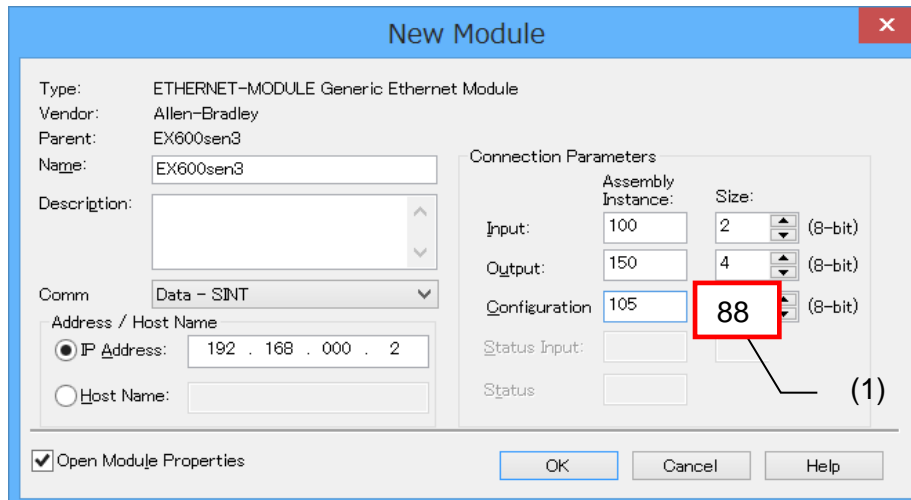 New Module
Type: ETHERNET-MODULE Generic Ethernet Module
Vendor: Allen-Bradley
Parent: EX600sen3
Name: EX600sen3
Description:
Comm Data - SINT
Address / Host Name
IP Address: 192 . 168 . 000 . 2
Host Name:
Connection Parameters
Assembly
Instance: Size:
Input: 100 2 (8-bit)
Output: 150 4 (8-bit)
Configuration 105 88 (8-bit)
Status Input:
Status
(1)
Open Module Properties
OK Cancel Help